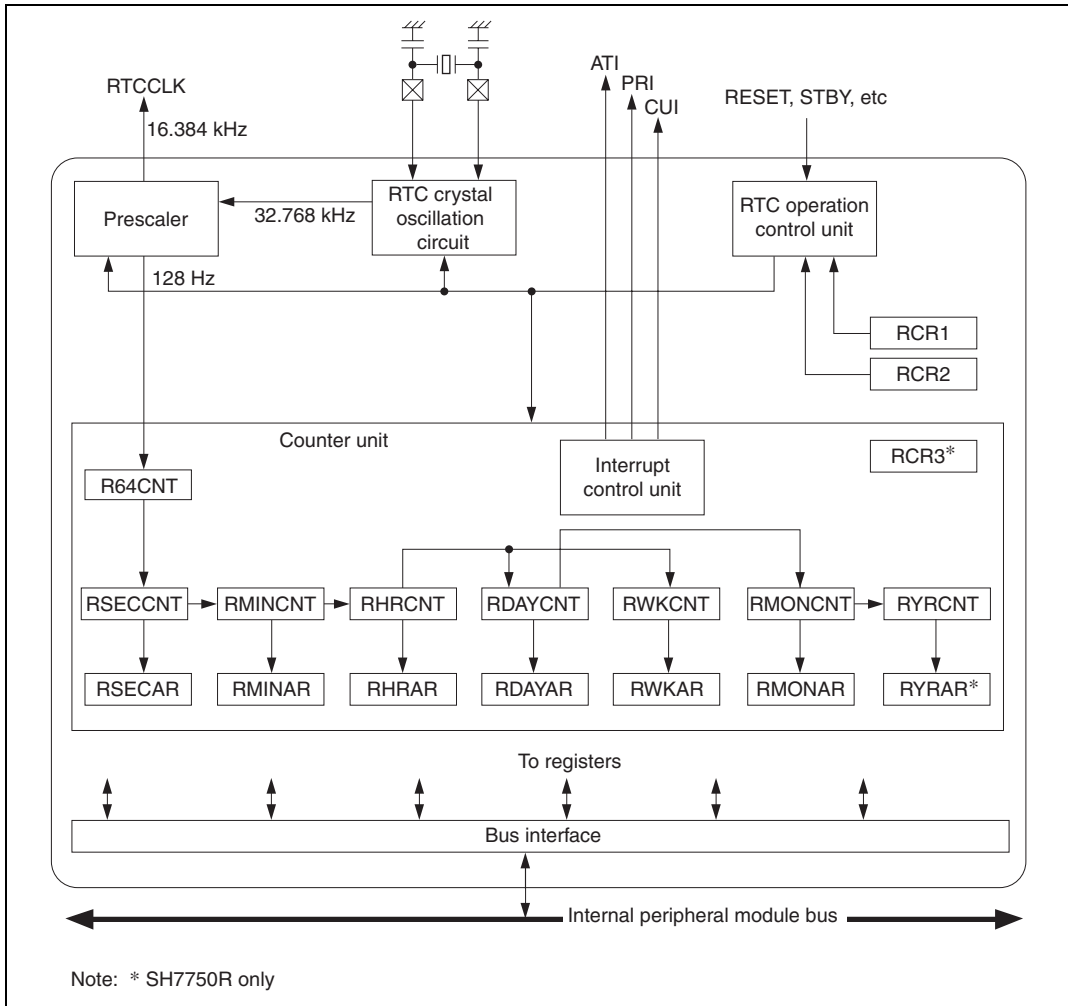 ATI
PRI
CUI
RTCCLK
16.384 kHz
RESET, STBY, etc
Prescaler
32.768 kHz
RTC crystal
oscillation
circuit
RTC operation
control unit
128 Hz
RCR1
RCR2
Counter unit
Interrupt
control unit
RCR3*
R64CNT
RSECCNT RMINCNT RHRCNT RDAYCNT RWKCNT RMONCNT RYRCNT
RSECAR RMINAR RHRAR RDAYAR RWKAR RMONAR RYRAR*
To registers
Bus interface
Internal peripheral module bus
Note: * SH7750R only